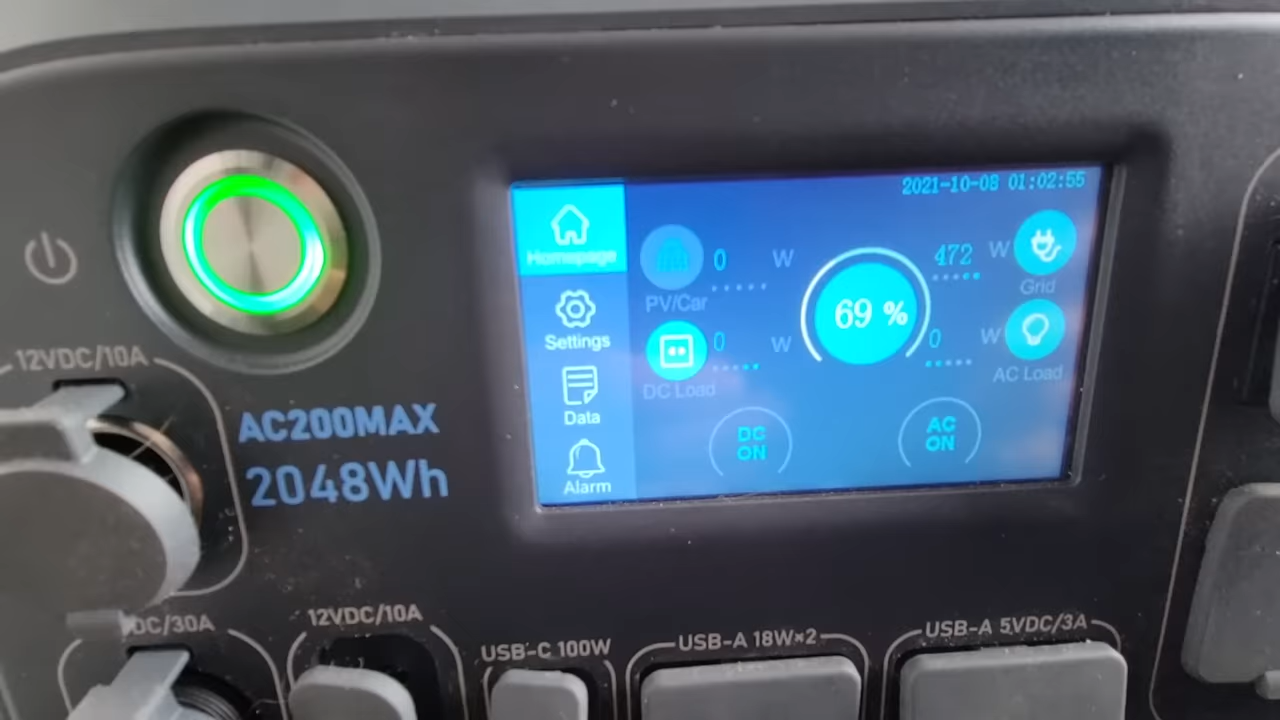 2021-10-08 01:02:55
Homepage
0 W
PV/Car
472 W
Grid
69 %
Settings
0 W
DC Load
0 W
AC Load
Data
DC
ON
AC
ON
Alarm
12VDC/10A
AC200MAX
2048Wh
DC/30A
12VDC/10A
USB-C 100W
USB-A 18W×2
USB-A 5VDC/3A